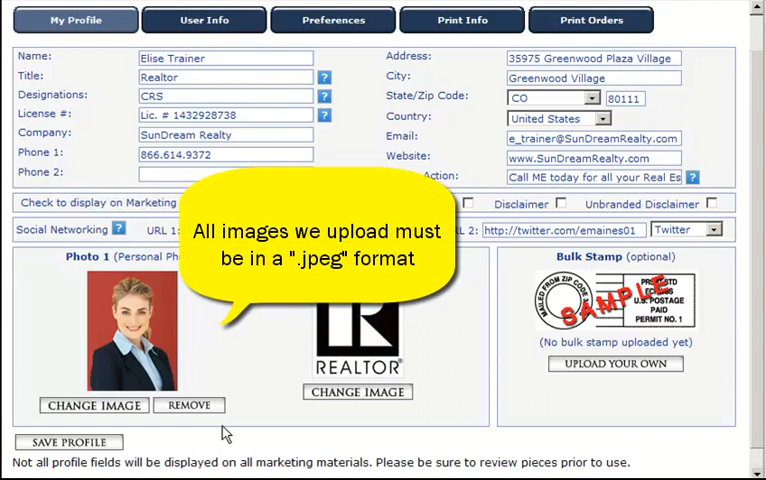 My Profile
User Info
Preferences
Print Info
Print Orders
Name: Elise Trainer
Title: Realtor ?
Designations: CRS ?
License #: Lic. # 1432928738 ?
Company: SunDream Realty
Phone 1: 866.614.9372
Phone 2:
Address: 35975 Greenwood Plaza Village
City: Greenwood Village
State/Zip Code: CO 80111
Country: United States
Email: e_trainer@SunDreamRealty.com
Website: www.SunDreamRealty.com
Action: Call ME today for all your Real Es ?
Check to display on Marketing
Disclaimer
Unbranded Disclaimer
Social Networking ? URL 1:
URL 2: http://twitter.com/emaines01 Twitter
All images we upload must
be in a ".jpeg" format
Photo 1 (Personal Ph
CHANGE IMAGE
REMOVE
R
REALTOR®
CHANGE IMAGE
Bulk Stamp (optional)
MAILED FROM ZIP CODE
PRSRT STD
U.S. POSTAGE
PAID
PERMIT NO. 1
SAMPLE
(No bulk stamp uploaded yet)
UPLOAD YOUR OWN
SAVE PROFILE
Not all profile fields will be displayed on all marketing materials. Please be sure to review pieces prior to use.